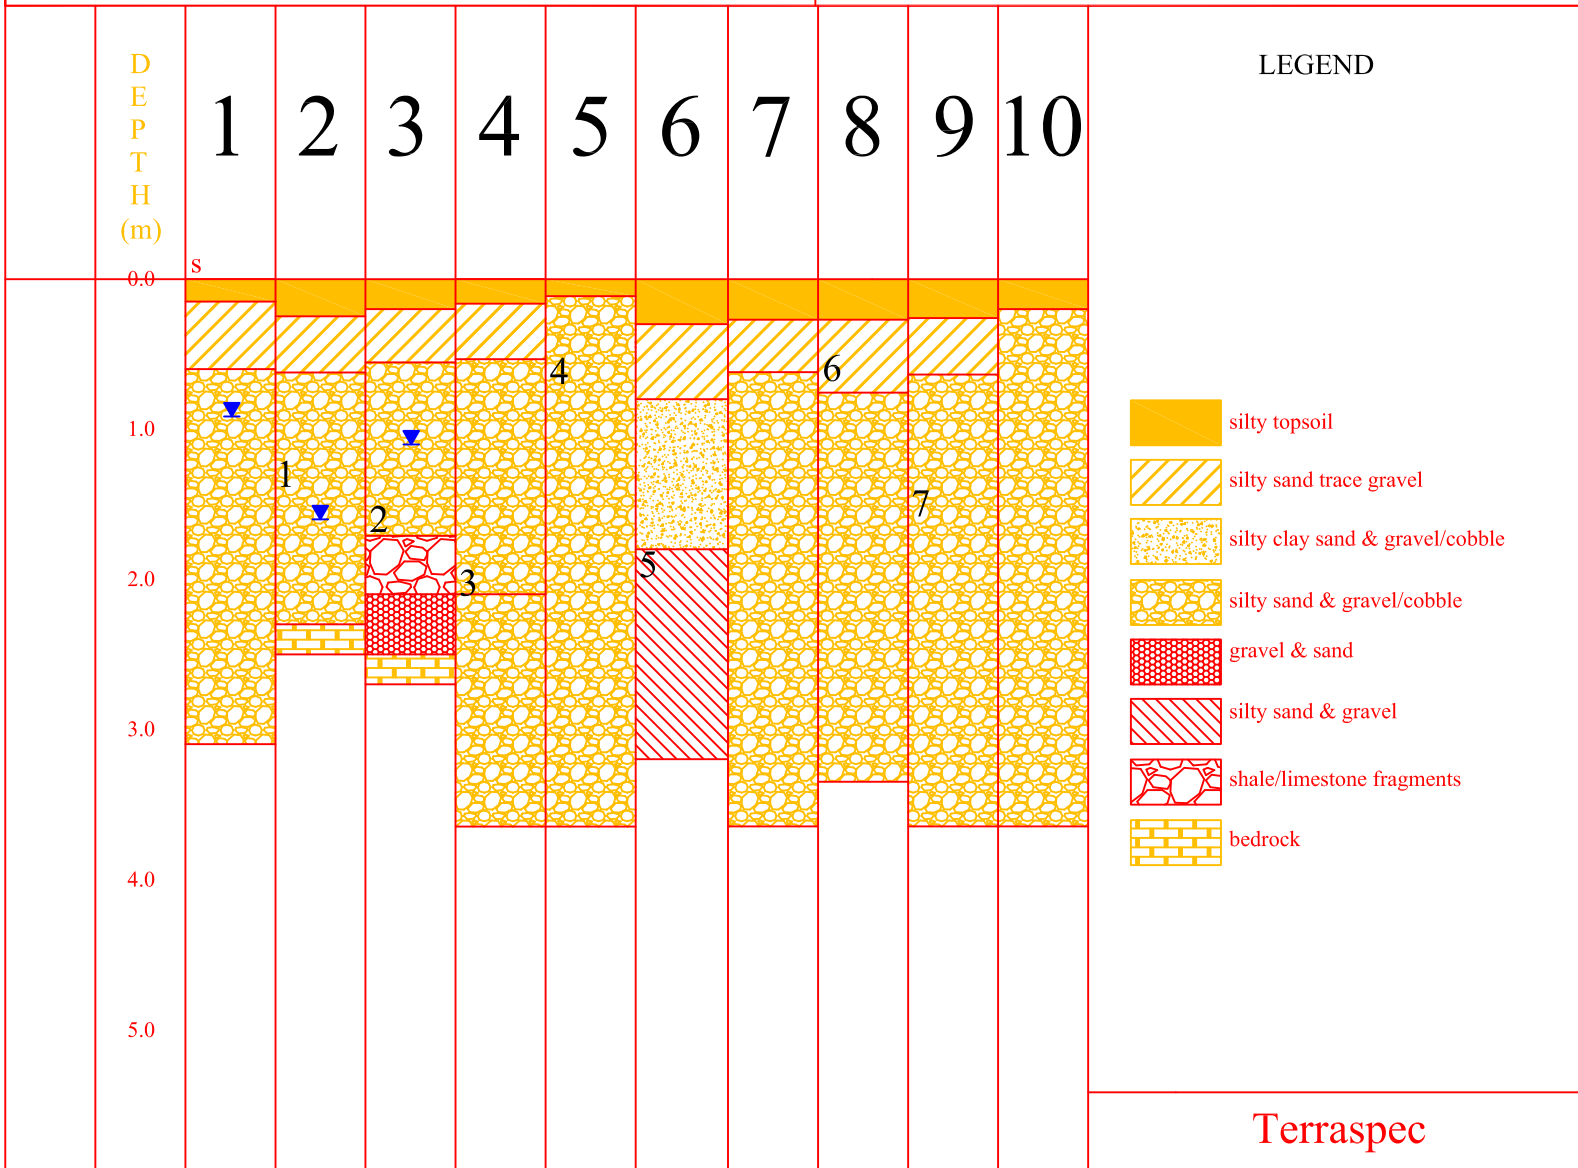 D
E
P
T
H
(m)
1 2 3 4 5 6 7 8 9 10
LEGEND
s
0.0
1.0
2.0
3.0
4.0
5.0
1
2
3
4
5
6
7
silty topsoil
silty sand trace gravel
silty clay sand & gravel/cobble
silty sand & gravel/cobble
gravel & sand
silty sand & gravel
shale/limestone fragments
bedrock
Terraspec